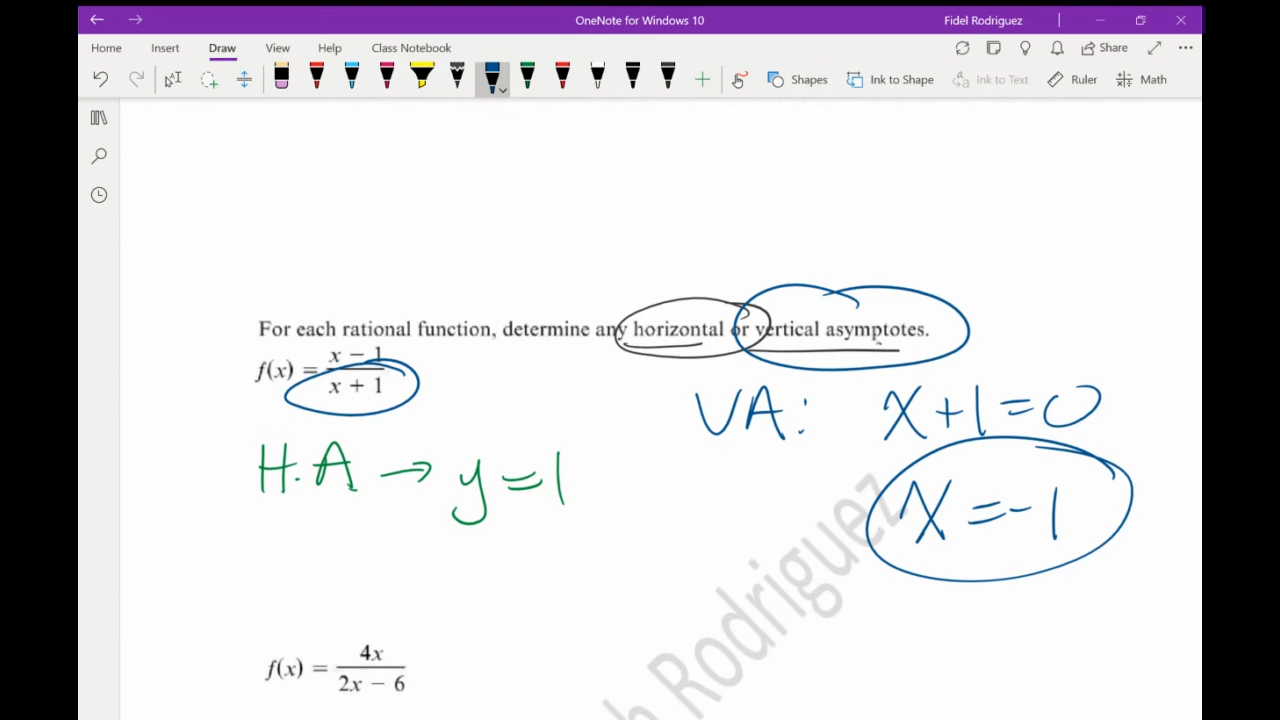 OneNote for Windows 10
Fidel Rodriguez
Home Insert Draw View Help Class Notebook
Share
Shapes Ink to Shape Ink to Text Ruler Math
For each rational function, determine any horizontal or vertical asymptotes.
f(x) = x − 1 / x + 1
VA: x+1=0
H.A → y=1
x=-1
Rodriguez
f(x) = 4x / 2x − 6